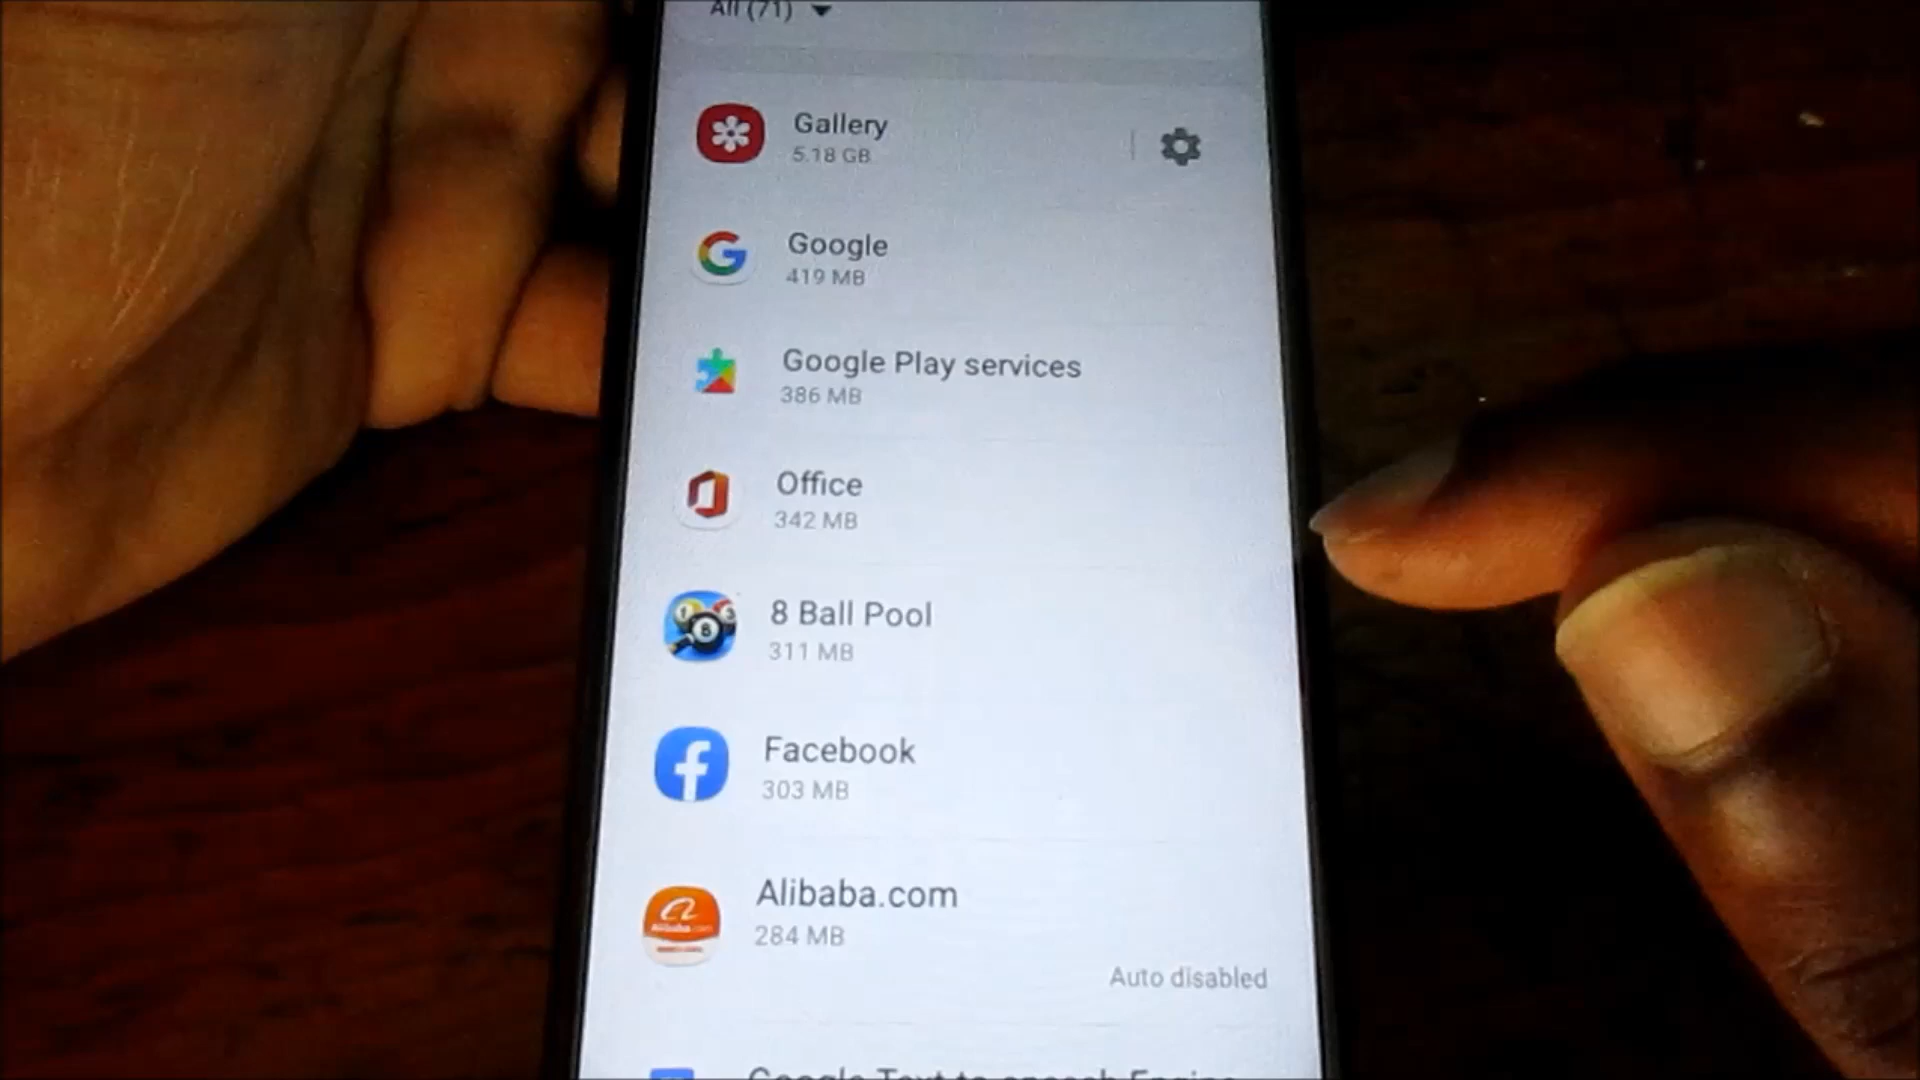 All (71)
Gallery
5.18 GB
Google
419 MB
Google Play services
386 MB
Office
342 MB
8 Ball Pool
311 MB
Facebook
303 MB
Alibaba.com
284 MB
Auto disabled
Google Text-to-speech Engine